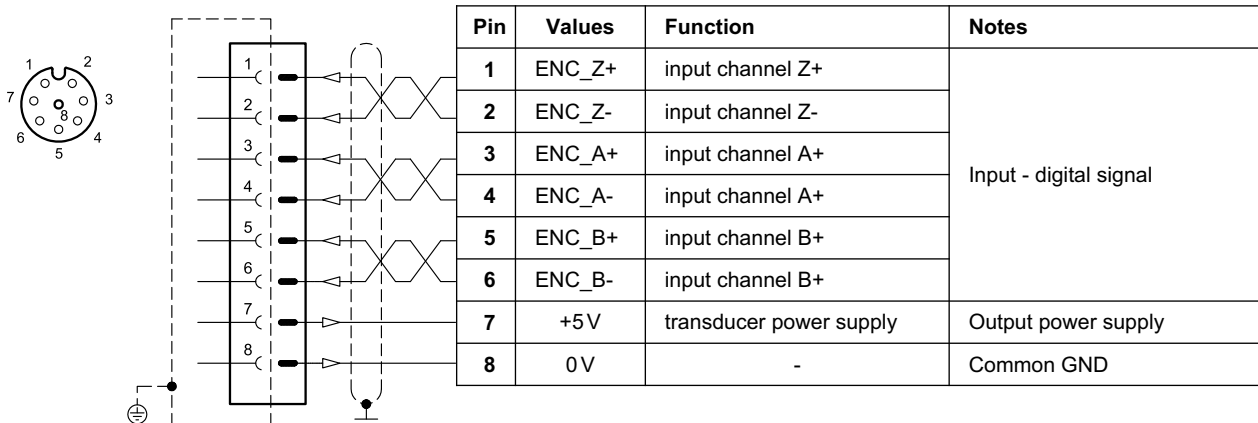 Pin Values Function Notes
1 ENC_Z+ input channel Z+
2 ENC_Z- input channel Z-
3 ENC_A+ input channel A+
4 ENC_A- input channel A+
Input - digital signal
5 ENC_B+ input channel B+
6 ENC_B- input channel B+
7 +5V transducer power supply Output power supply
8 0V - Common GND
1 2
7 3
8
6 4
5
1
2
3
4
5
6
7
8